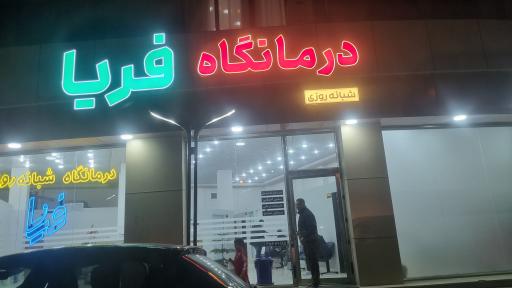 درمانگاه فریا
شبانه روزی
درمانگاه شبانه رو
فریا